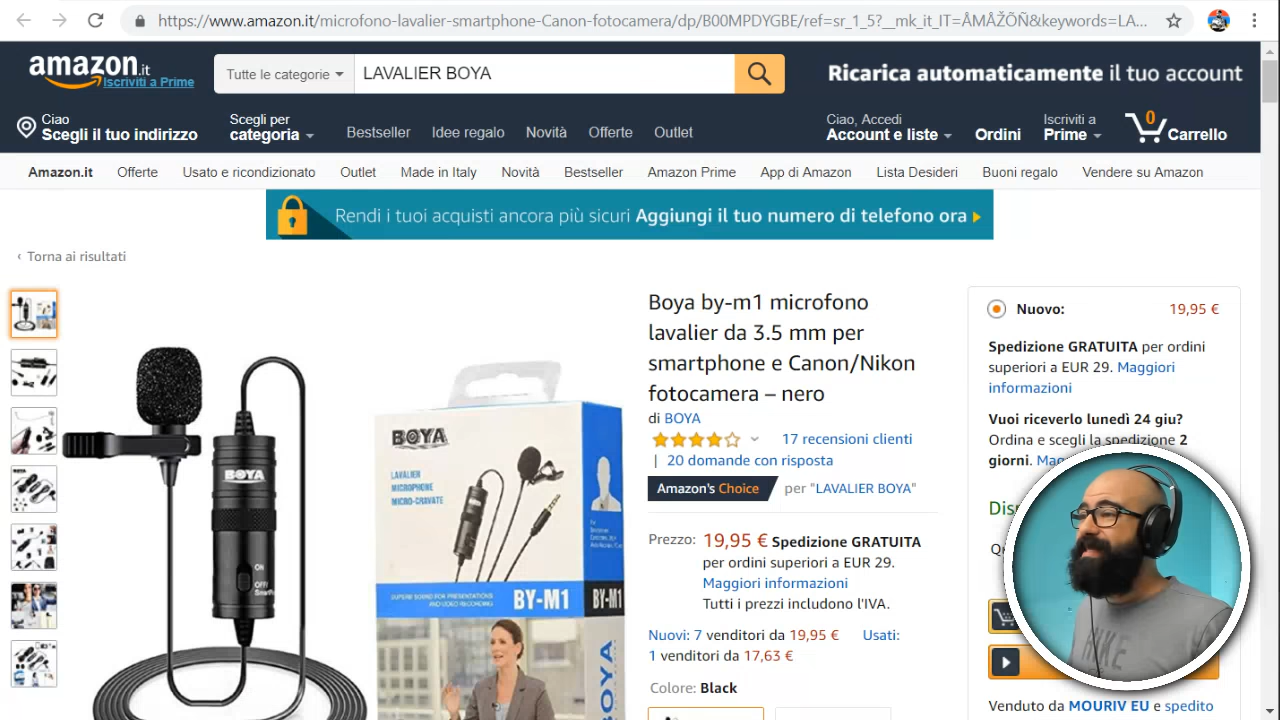 https://www.amazon.it/microfono-lavalier-smartphone-Canon-fotocamera/dp/B00MPDYGBE/ref=sr_1_5?__mk_it_IT=ÅMÅŽÕÑ&keywords=LA...
amazon.it
Iscriviti a Prime
Tutte le categorie
LAVALIER BOYA
Ricarica automaticamente il tuo account
Ciao
Scegli il tuo indirizzo
Scegli per
categoria
Bestseller
Idee regalo
Novità
Offerte
Outlet
Ciao, Accedi
Account e liste
Ordini
Iscriviti a
Prime
0
Carrello
Amazon.it
Offerte
Usato e ricondizionato
Outlet
Made in Italy
Novità
Bestseller
Amazon Prime
App di Amazon
Lista Desideri
Buoni regalo
Vendere su Amazon
Rendi i tuoi acquisti ancora più sicuri Aggiungi il tuo numero di telefono ora
‹ Torna ai risultati
BOYA
ON
OFF/
BOYA
LAVALIER
MICROPHONE
MICRO-CRAVATE
SUPERB SOUND FOR PRESENTATIONS
AND VIDEO RECORDING
BY-M1
BY-M1
BOYA
Boya by-m1 microfono
lavalier da 3.5 mm per
smartphone e Canon/Nikon
fotocamera – nero
di BOYA
17 recensioni clienti
| 20 domande con risposta
Amazon's Choice per "LAVALIER BOYA"
Prezzo: 19,95 € Spedizione GRATUITA
per ordini superiori a EUR 29.
Maggiori informazioni
Tutti i prezzi includono l'IVA.
Nuovi: 7 venditori da 19,95 € Usati:
1 venditori da 17,63 €
Colore: Black
Nuovo: 19,95 €
Spedizione GRATUITA per ordini
superiori a EUR 29. Maggiori
informazioni
Vuoi riceverlo lunedì 24 giu?
Ordina e scegli la spedizione 2
giorni.
Venduto da MOURIV EU e spedito